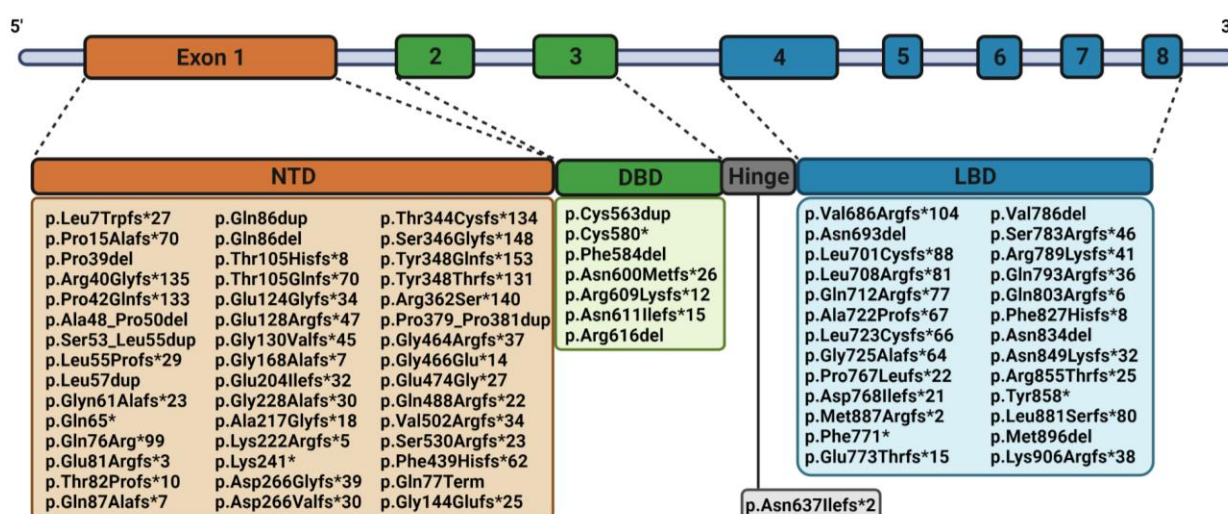 5'
3
Exon 1
2
3
4
5
6
7
8
NTD
DBD
Hinge
LBD
p.Leu7Trpfs*27
p.Pro15Alafs*70
p.Pro39del
p.Arg40Glyfs*135
p.Pro42Glnfs*133
p.Ala48_Pro50del
p.Ser53_Leu55dup
p.Leu55Profs*29
p.Leu57dup
p.Glyn61Alafs*23
p.Gln65*
p.Gln76Arg*99
p.Glu81Argfs*3
p.Thr82Profs*10
p.Gln87Alafs*7
p.Gln86dup
p.Gln86del
p.Thr105Hisfs*8
p.Thr105Glnfs*70
p.Glu124Glyfs*34
p.Glu128Argfs*47
p.Gly130Valfs*45
p.Gly168Alafs*7
p.Glu204Ilefs*32
p.Gly228Alafs*30
p.Ala217Glyfs*18
p.Lys222Argfs*5
p.Lys241*
p.Asp266Glyfs*39
p.Asp266Valfs*30
p.Thr344Cysfs*134
p.Ser346Glyfs*148
p.Tyr348Glnfs*153
p.Tyr348Thrfs*131
p.Arg362Ser*140
p.Pro379_Pro381dup
p.Gly464Argfs*37
p.Gly466Glu*14
p.Glu474Gly*27
p.Gln488Argfs*22
p.Val502Argfs*34
p.Ser530Argfs*23
p.Phe439Hisfs*62
p.Gln77Term
p.Gly144Glufs*25
p.Cys563dup
p.Cys580*
p.Phe584del
p.Asn600Metfs*26
p.Arg609Lysfs*12
p.Asn611Ilefs*15
p.Arg616del
p.Asn637Ilefs*2
p.Val686Argfs*104
p.Asn693del
p.Leu701Cysfs*88
p.Leu708Argfs*81
p.Gln712Argfs*77
p.Ala722Profs*67
p.Leu723Cysfs*66
p.Gly725Alafs*64
p.Pro767Leufs*22
p.Asp768Ilefs*21
p.Met887Argfs*2
p.Phe771*
p.Glu773Thrfs*15
p.Val786del
p.Ser783Argfs*46
p.Arg789Lysfs*41
p.Gln793Argfs*36
p.Gln803Argfs*6
p.Phe827Hisfs*8
p.Asn834del
p.Asn849Lysfs*32
p.Arg855Thrfs*25
p.Tyr858*
p.Leu881Serfs*80
p.Met896del
p.Lys906Argfs*38